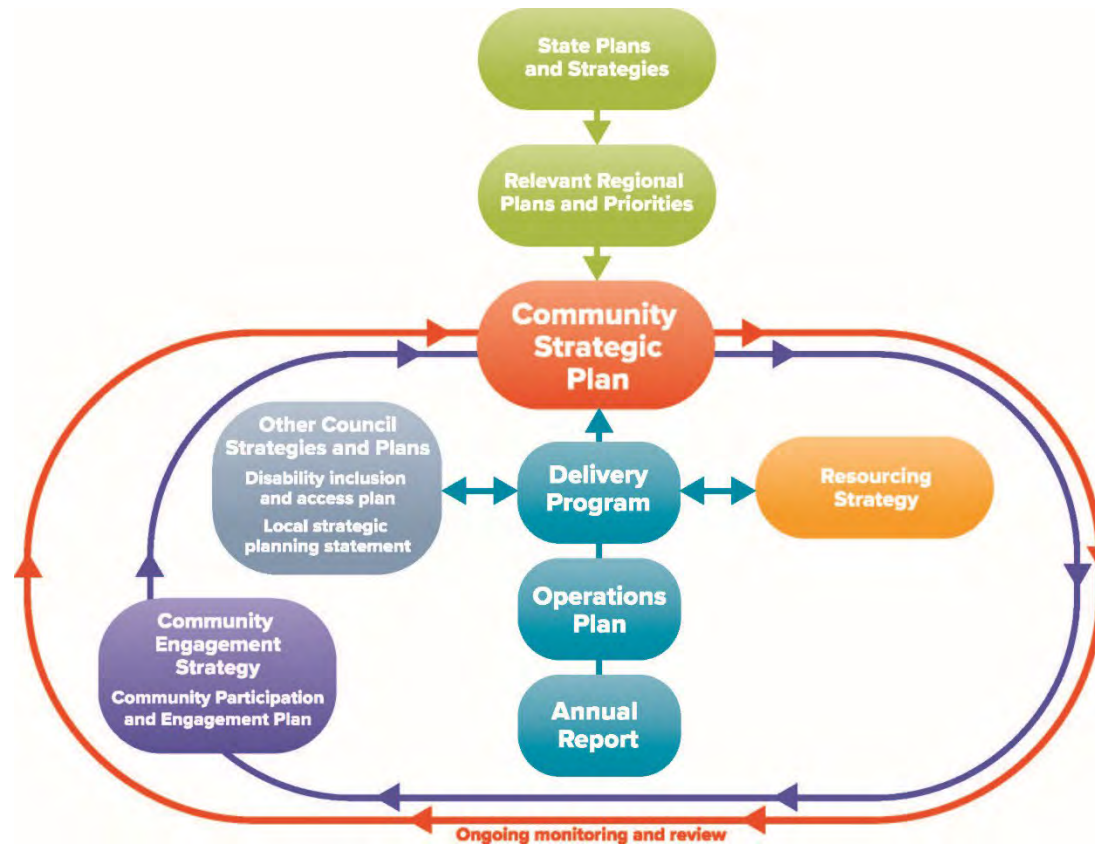 State Plans
and Strategies
Relevant Regional
Plans and Priorities
Community
Strategic
Plan
Other Council
Strategies and Plans
Disability inclusion
and access plan
Local strategic
planning statement
Delivery
Program
Resourcing
Strategy
Operations
Plan
Community
Engagement
Strategy
Community Participation
and Engagement Plan
Annual
Report
Ongoing monitoring and review